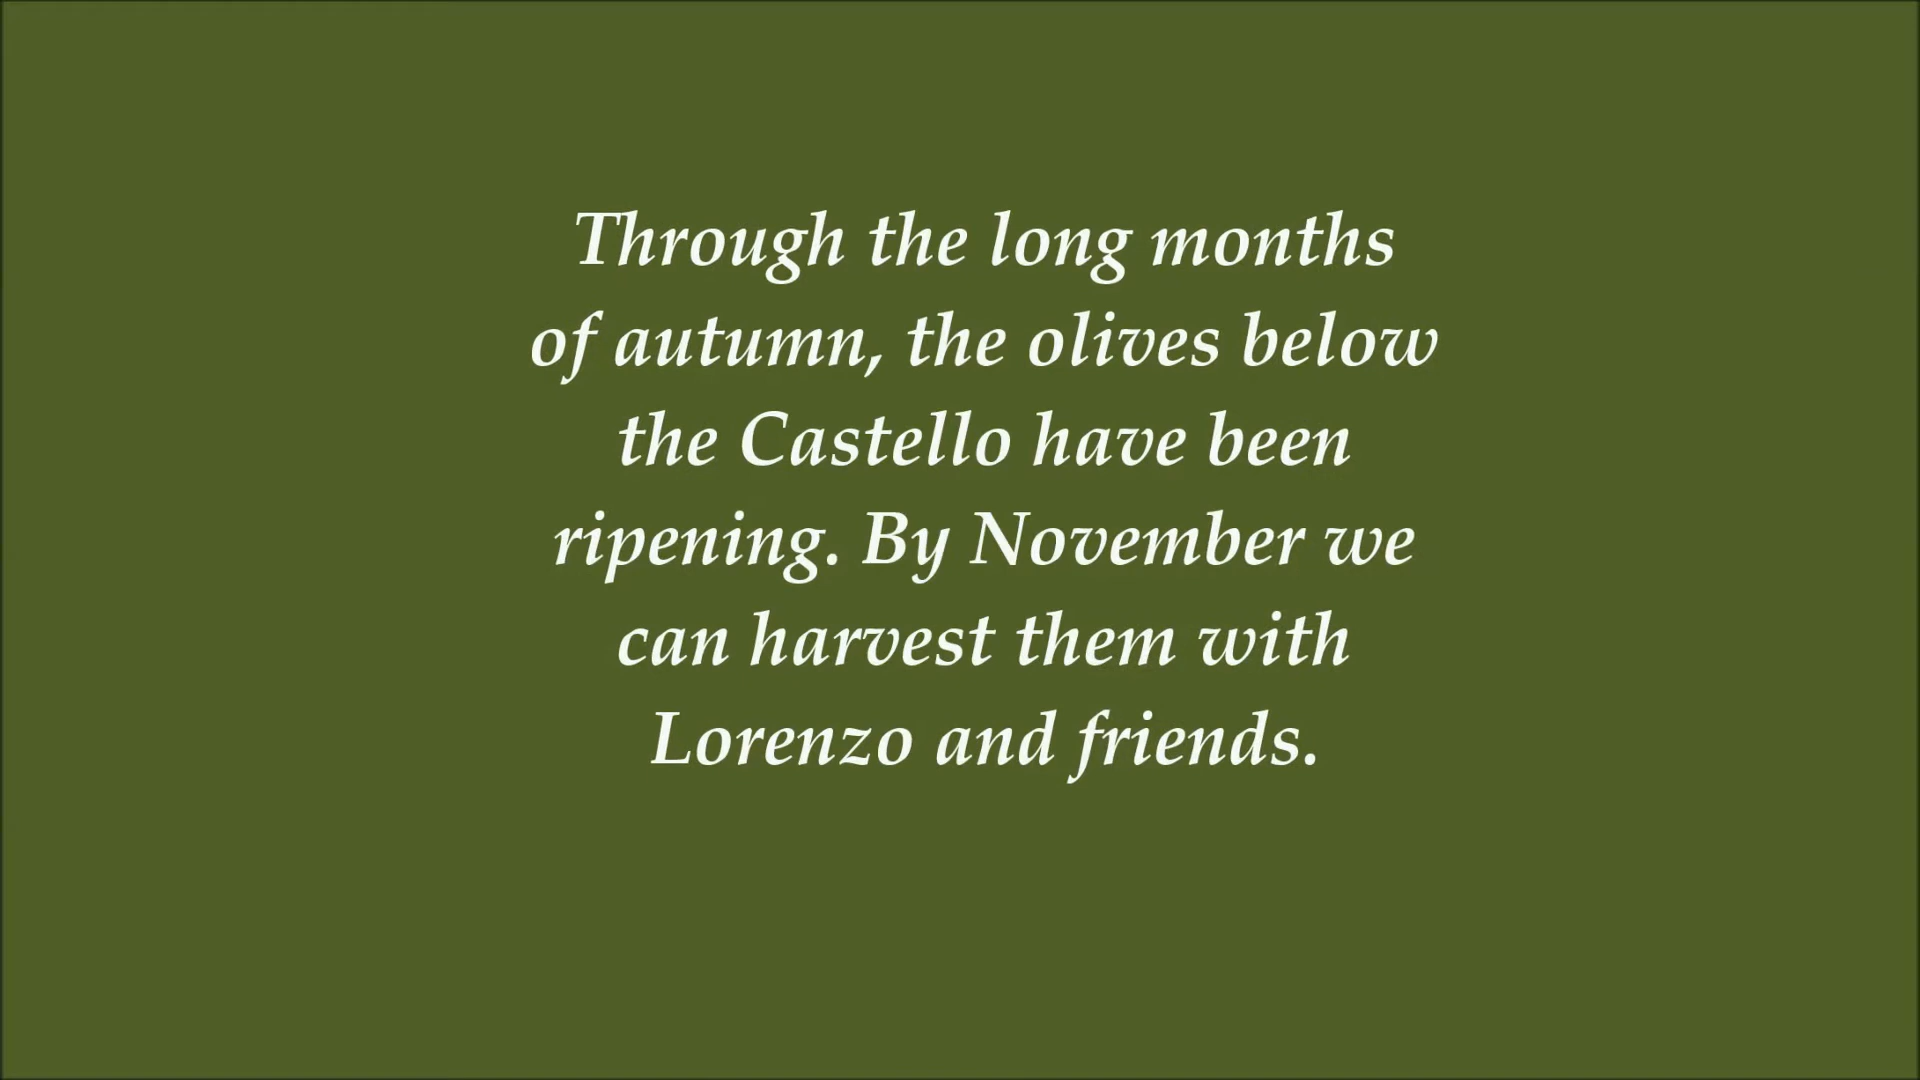 Through the long months
of autumn, the olives below
the Castello have been
ripening. By November we
can harvest them with
Lorenzo and friends.